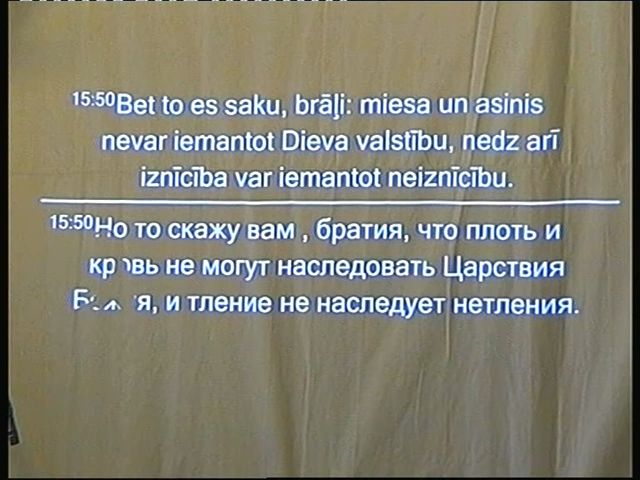 15:50Bet to es saku, brāļi: miesa un asinis
nevar iemantot Dieva valstību, nedz arī
iznīcība var iemantot neiznīcību.
15:50Но то скажу вам , братия, что плоть и
кровь не могут наследовать Царствия
и тление не наследует нетления.